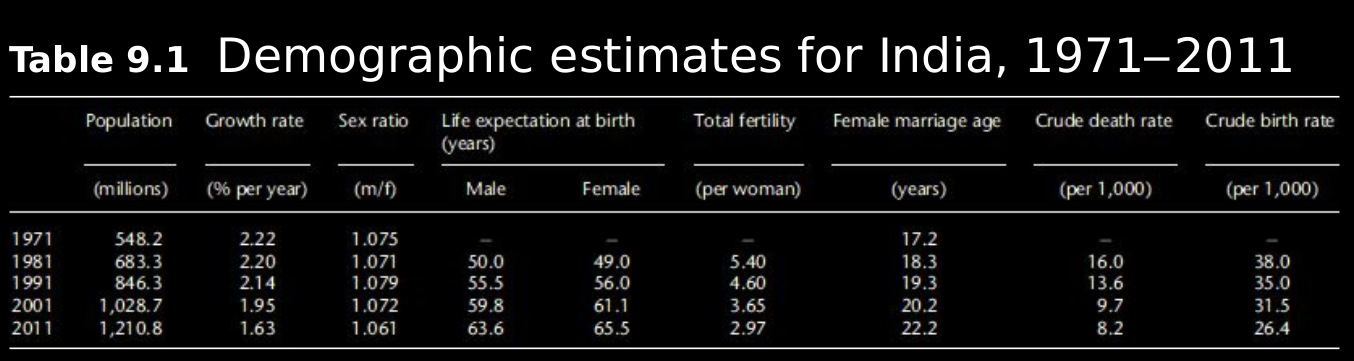 Table 9.1 Demographic estimates for India, 1971–2011
Population Growth rate Sex ratio Life expectation at birth Total fertility Female marriage age Crude death rate Crude birth rate
(years)
(millions) (% per year) (m/f) Male Female (per woman) (years) (per 1,000) (per 1,000)
1971 548.2 2.22 1.075 – – – 17.2 – –
1981 683.3 2.20 1.071 50.0 49.0 5.40 18.3 16.0 38.0
1991 846.3 2.14 1.079 55.5 56.0 4.60 19.3 13.6 35.0
2001 1,028.7 1.95 1.072 59.8 61.1 3.65 20.2 9.7 31.5
2011 1,210.8 1.63 1.061 63.6 65.5 2.97 22.2 8.2 26.4